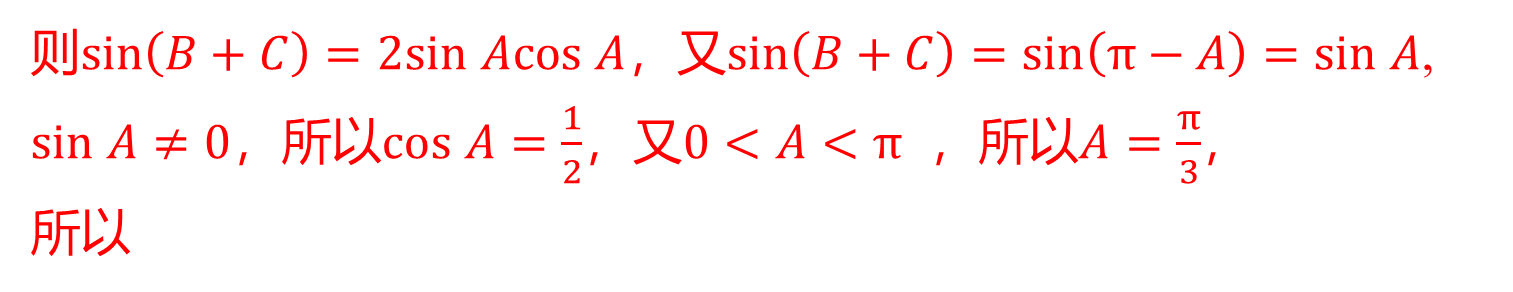 则sin(B + C) = 2sin Acos A，又sin(B + C) = sin(π − A) = sin A,
sin A ≠ 0，所以cos A = 1/2，又0 < A < π ，所以A = π/3，
所以